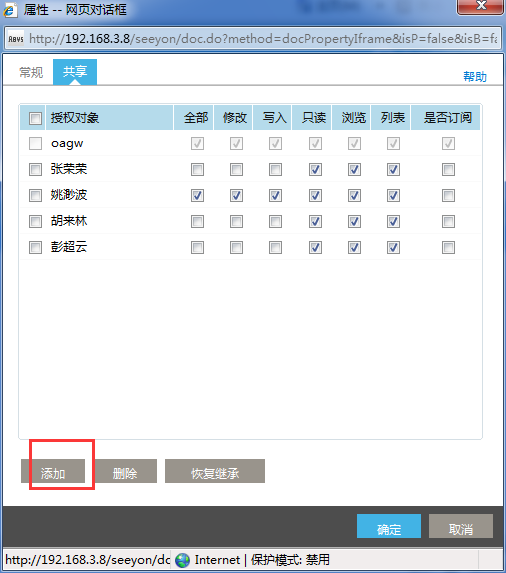 属性 -- 网页对话框
http://192.168.3.8/seeyon/doc.do?method=docPropertyIframe&isP=false&isB=fa
常规 共享 帮助
授权对象 全部 修改 写入 只读 浏览 列表 是否订阅
oagw
张荣荣
姚渺波
胡来林
彭超云
添加 删除 恢复继承
确定 取消
http://192.168.3.8/seeyon/dc Internet | 保护模式: 禁用